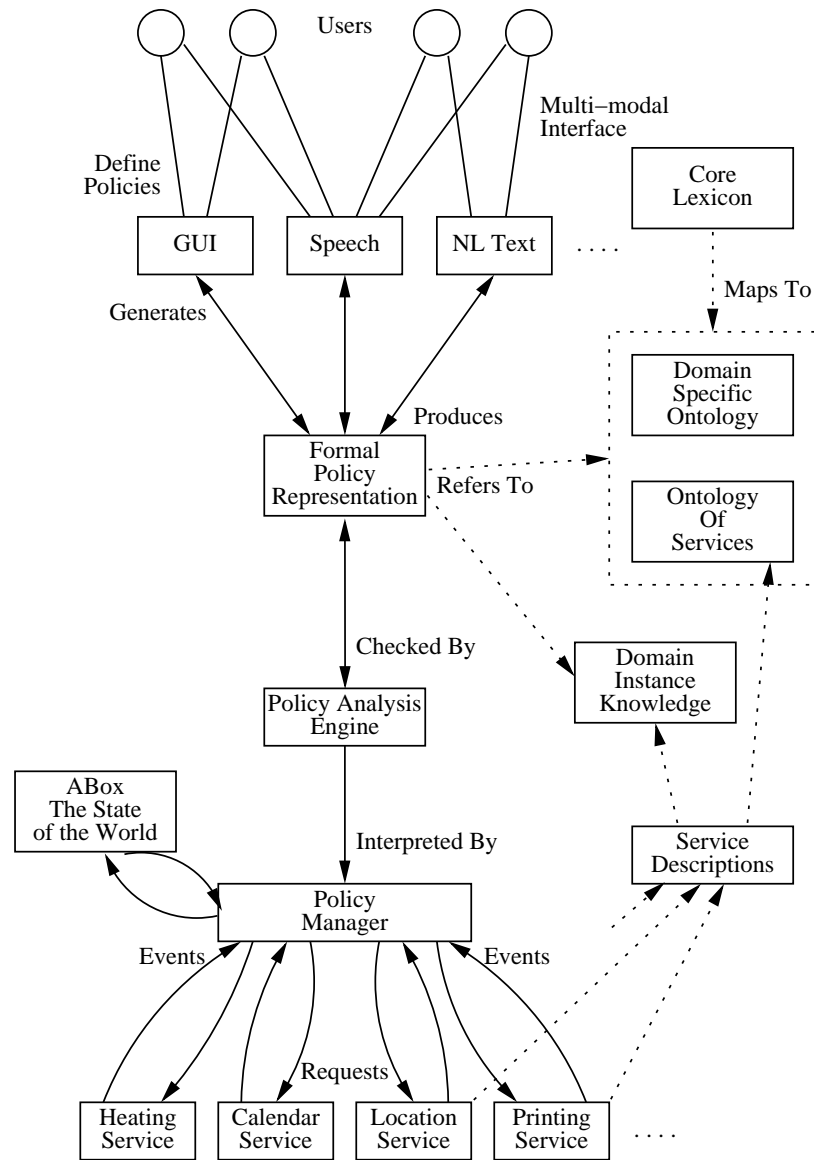 Users
Multi-modal
Interface
Define
Policies
Core
Lexicon
GUI
Speech
NL Text
. . . .
Maps To
Generates
Domain
Specific
Ontology
Produces
Formal
Policy
Representation
Refers To
Ontology
Of
Services
Checked By
Domain
Instance
Knowledge
Policy Analysis
Engine
ABox
The State
of the World
Interpreted By
Service
Descriptions
Policy
Manager
Events
Events
Requests
Heating
Service
Calendar
Service
Location
Service
Printing
Service
. . . .